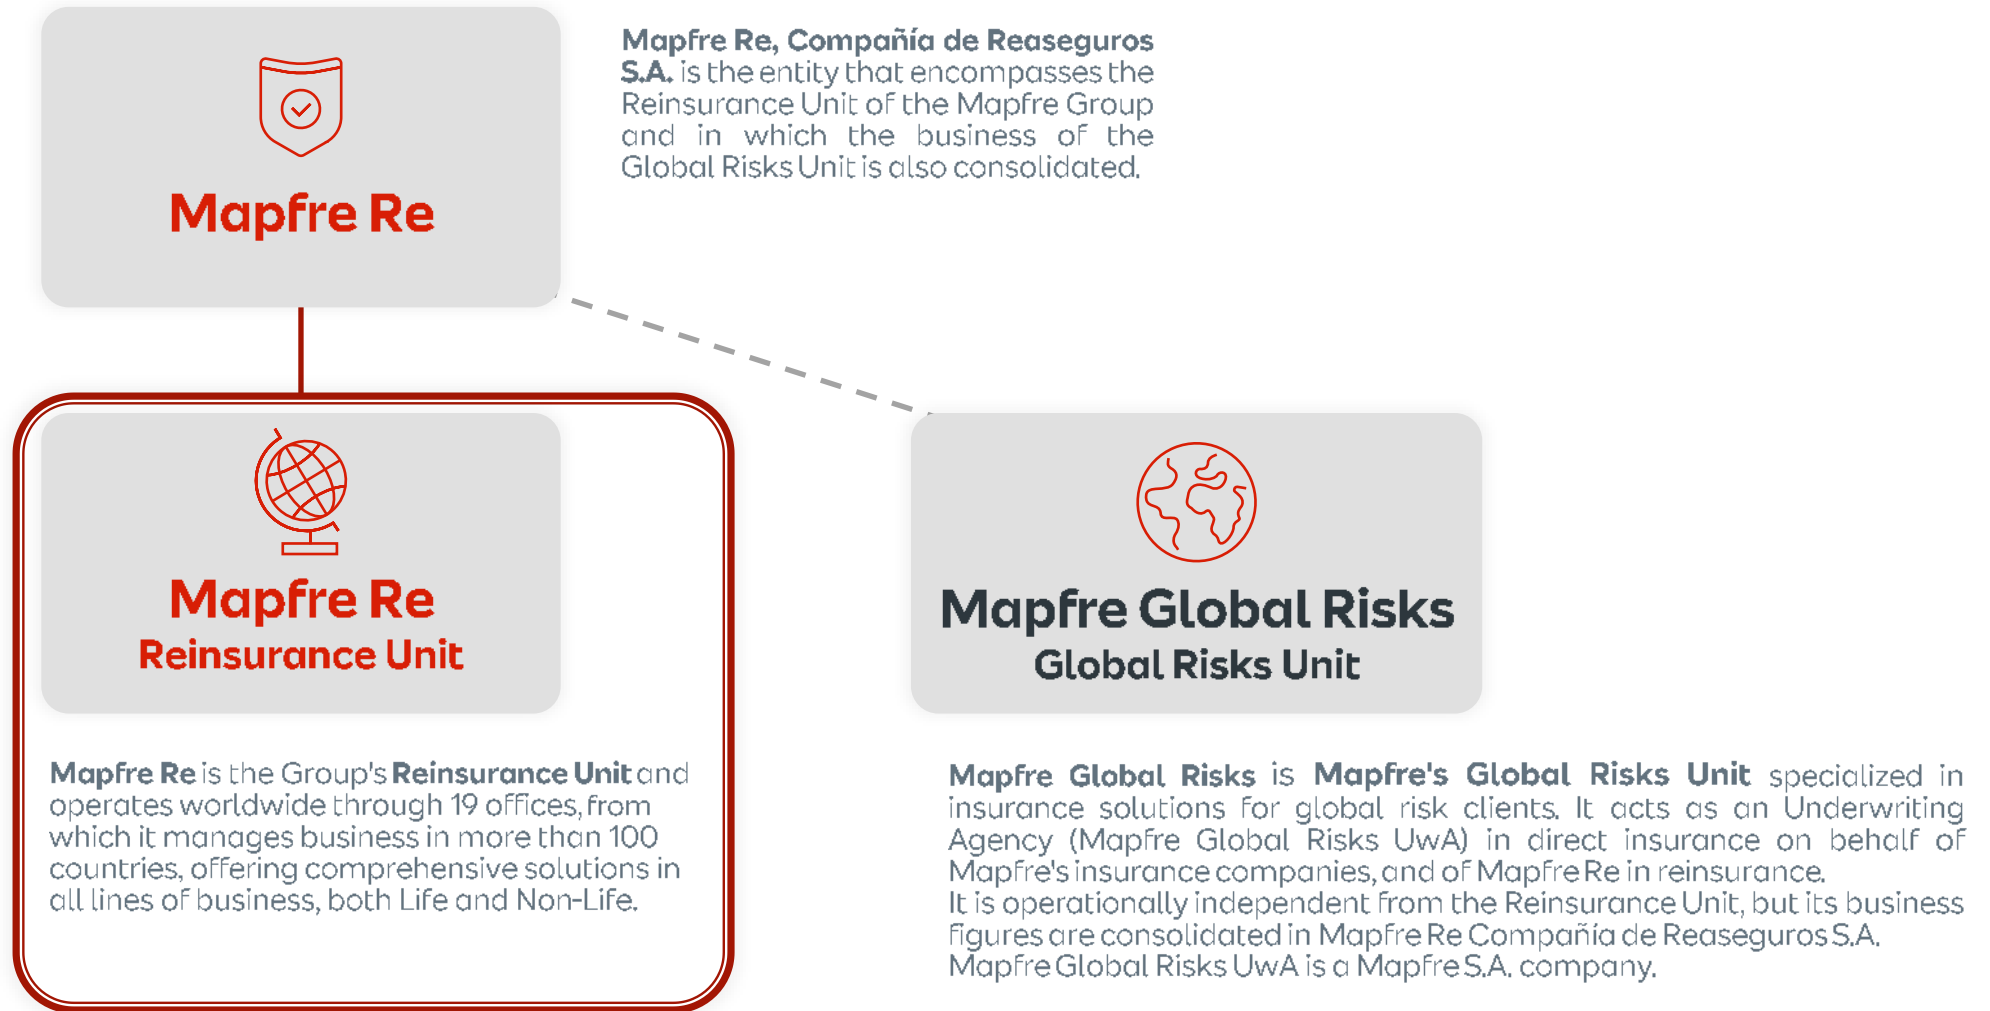 Mapfre Re
Mapfre Re, Compañía de Reaseguros
S.A. is the entity that encompasses the
Reinsurance Unit of the Mapfre Group
and in which the business of the
Global Risks Unit is also consolidated.
Mapfre Re
Reinsurance Unit
Mapfre Re is the Group's Reinsurance Unit and
operates worldwide through 19 offices, from
which it manages business in more than 100
countries, offering comprehensive solutions in
all lines of business, both Life and Non-Life.
Mapfre Global Risks
Global Risks Unit
Mapfre Global Risks is Mapfre's Global Risks Unit specialized in
insurance solutions for global risk clients. It acts as an Underwriting
Agency (Mapfre Global Risks UwA) in direct insurance on behalf of
Mapfre's insurance companies, and of Mapfre Re in reinsurance.
It is operationally independent from the Reinsurance Unit, but its business
figures are consolidated in Mapfre Re Compañía de Reaseguros S.A.
Mapfre Global Risks UwA is a Mapfre S.A. company.